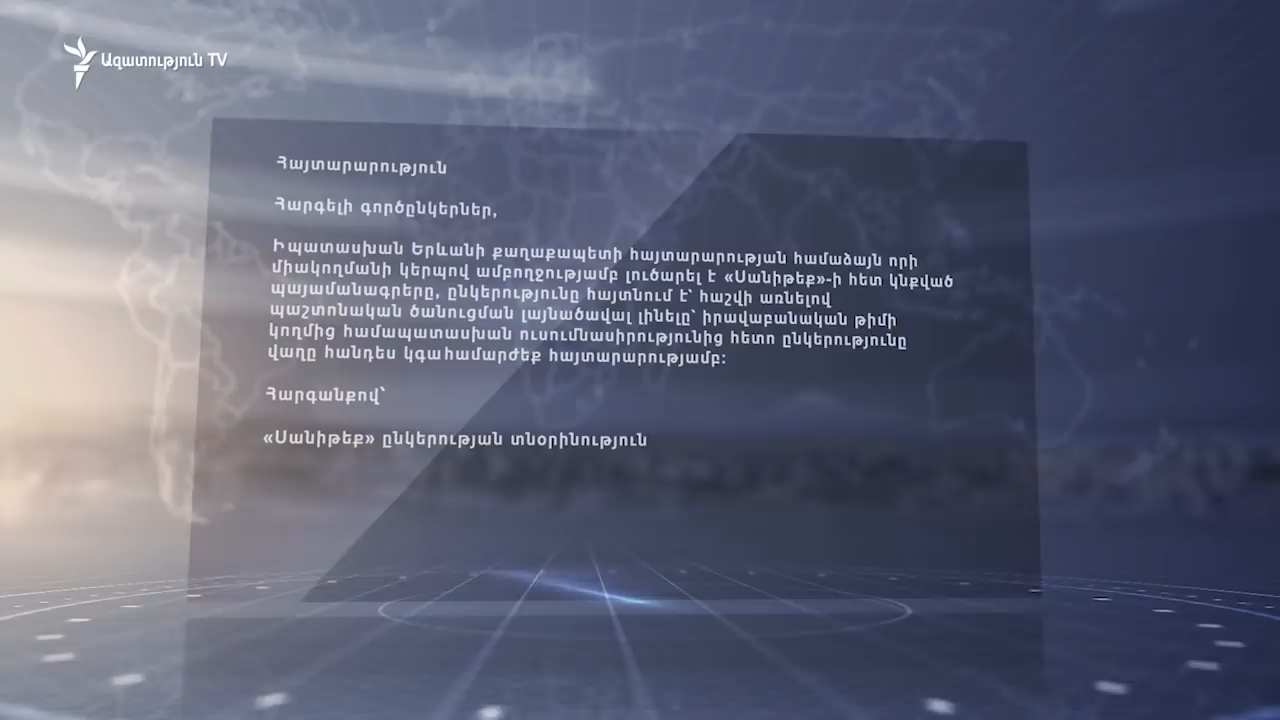 Ազատություն TV
Հայտարարություն
Հարգելի գործընկերներ,
Ի պատասխան Երևանի քաղաքապետի հայտարարության համաձայն որի
միակողմանի կերպով ամբողջությամբ լուծարել է «Սանիթեք»-ի հետ կնքված
պայամանագրերը, ընկերությունը հայտնում է՝ հաշվի առնելով
պաշտոնական ծանուցման լայնածավալ լինելը՝ իրավաբանական թիմի
կողմից համապատասխան ուսումնասիրությունից հետո ընկերությունը
վաղը հանդես կգա համարժեք հայտարարությամբ:
Հարգանքով՝
«Սանիթեք» ընկերության տնօրինություն